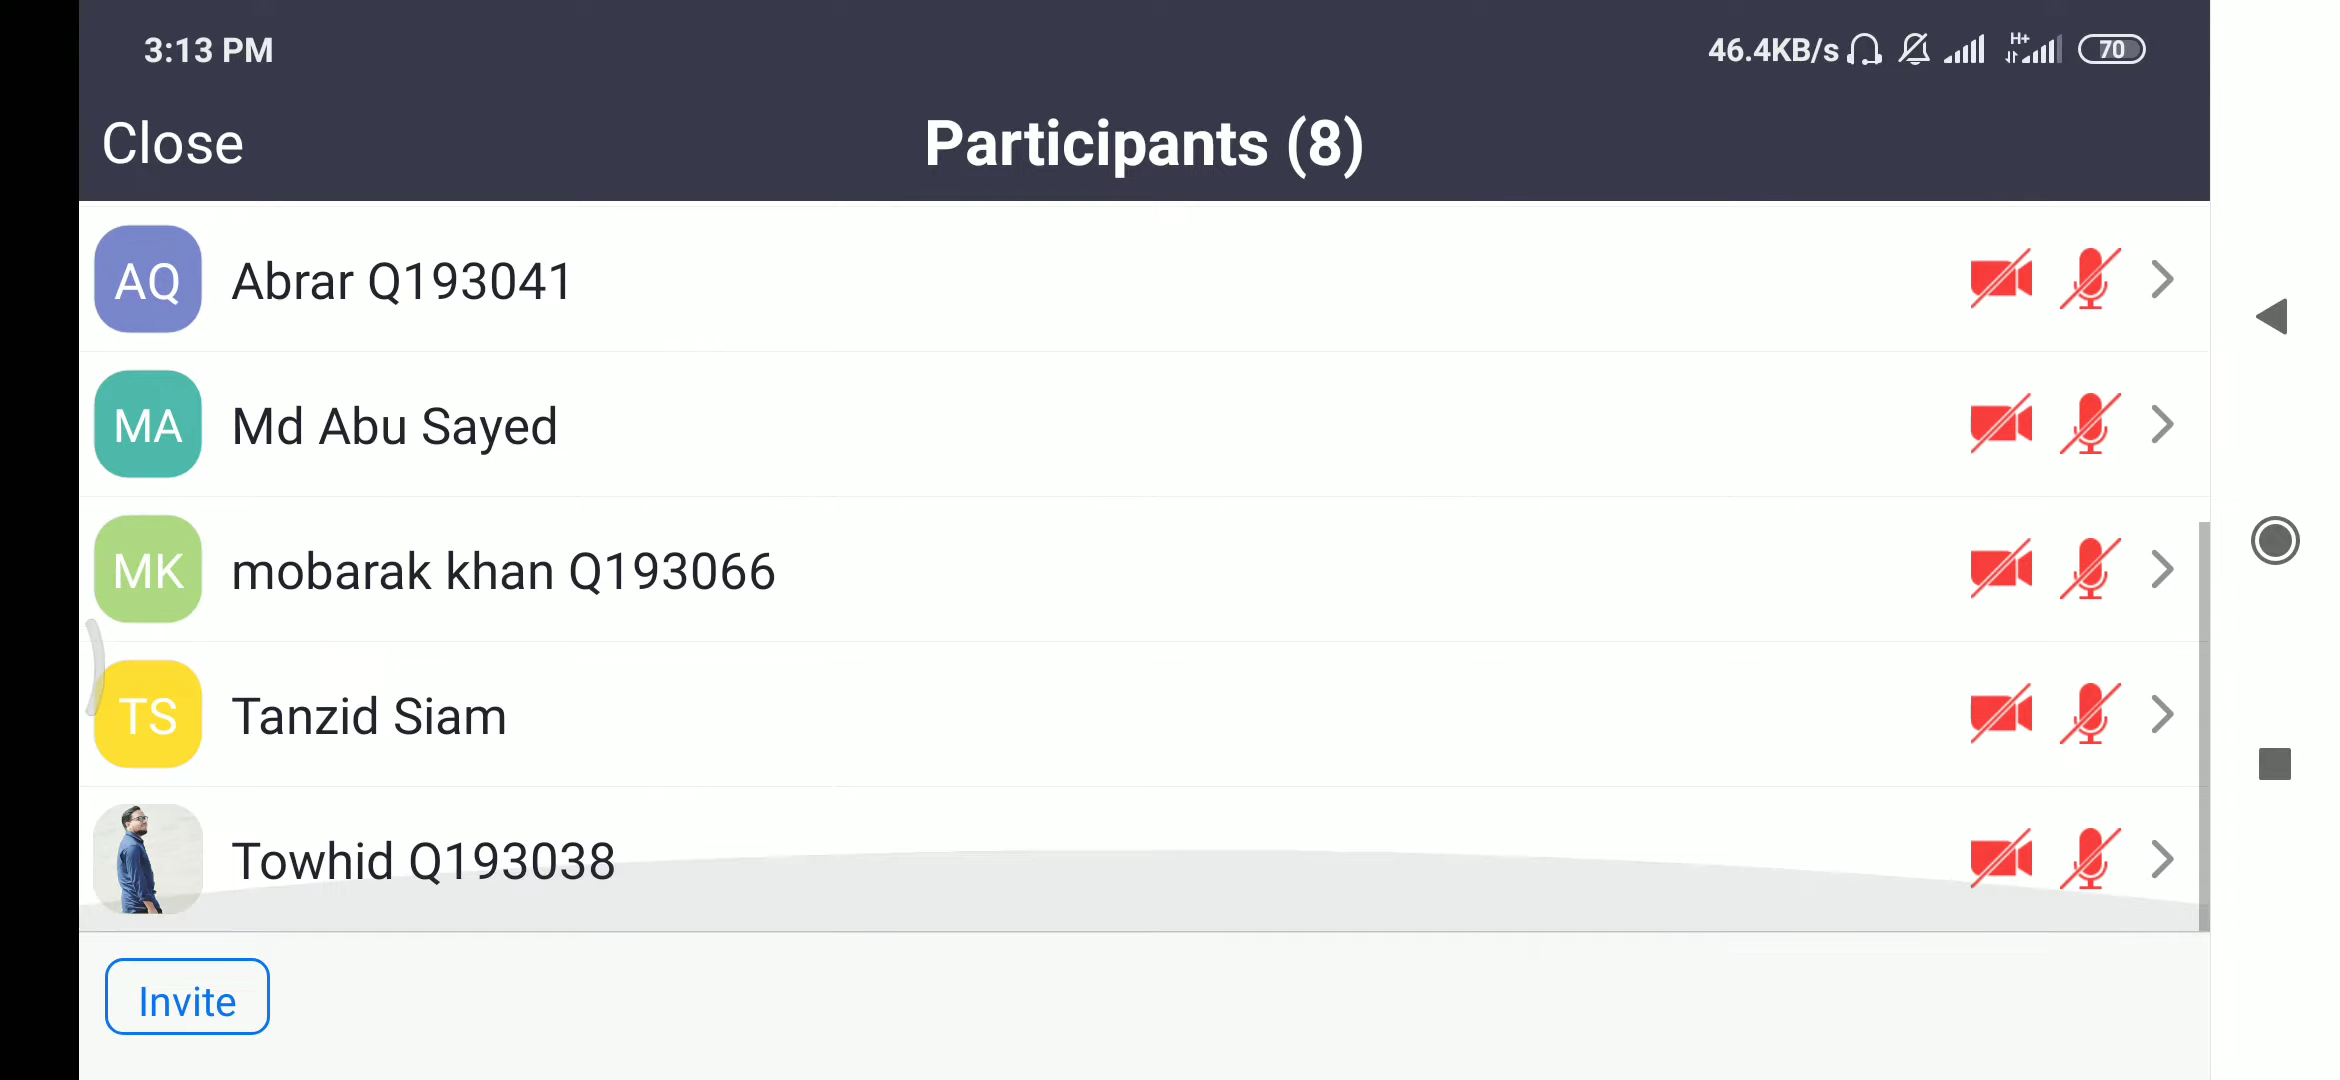 3:13 PM
46.4KB/s H+ 70
Close
Participants (8)
AQ Abrar Q193041
MA Md Abu Sayed
MK mobarak khan Q193066
TS Tanzid Siam
Towhid Q193038
Invite